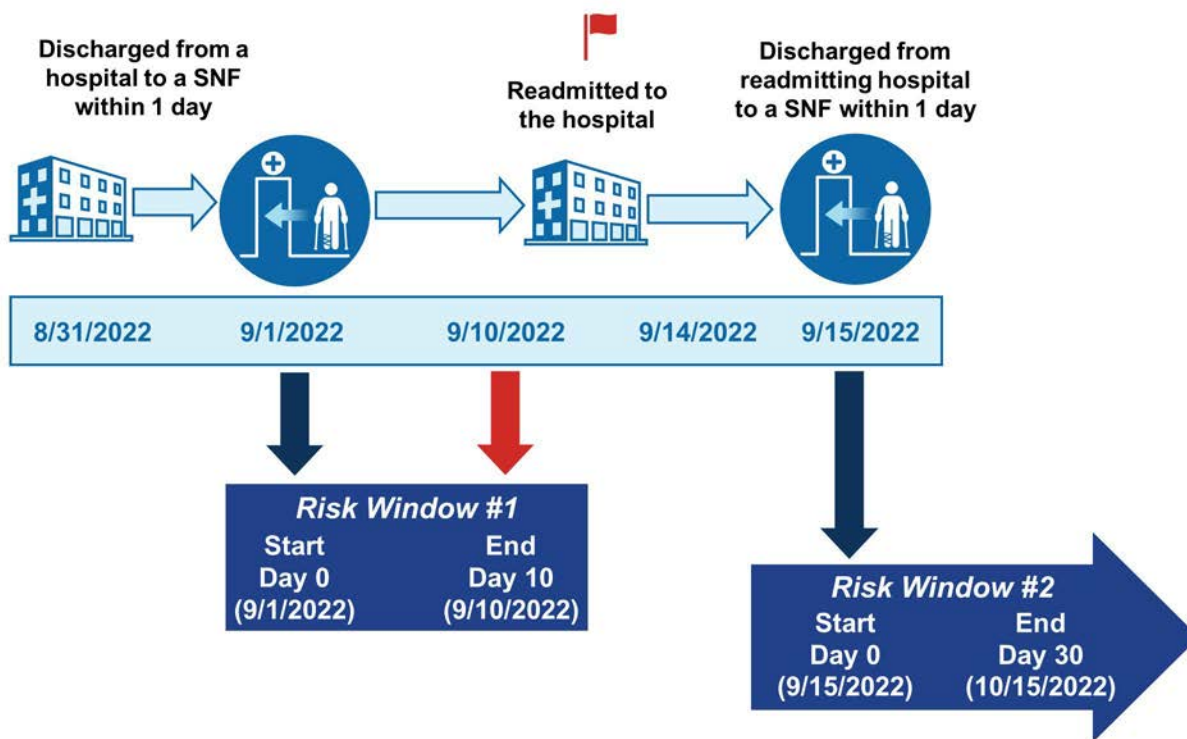 Discharged from a
hospital to a SNF
within 1 day
Readmitted to
the hospital
Discharged from
readmitting hospital
to a SNF within 1 day
8/31/2022
9/1/2022
9/10/2022
9/14/2022
9/15/2022
Risk Window #1
Start
Day 0
(9/1/2022)
End
Day 10
(9/10/2022)
Risk Window #2
Start
Day 0
(9/15/2022)
End
Day 30
(10/15/2022)